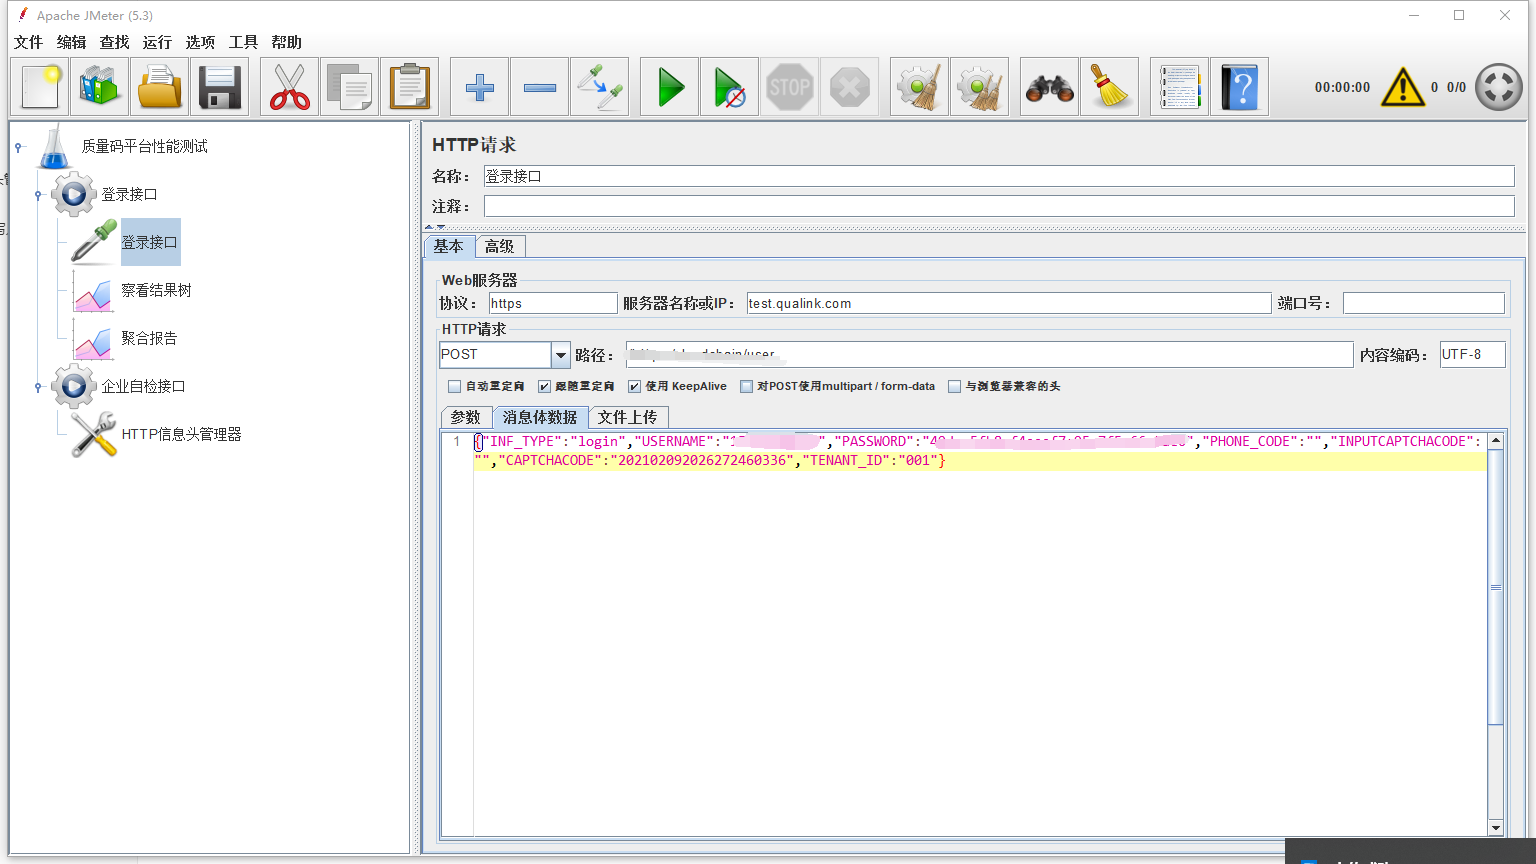 Apache JMeter (5.3)
文件 编辑 查找 运行 选项 工具 帮助
STOP
00:00:00 0 0/0
质量码平台性能测试
登录接口
登录接口
察看结果树
聚合报告
企业自检接口
HTTP信息头管理器
HTTP请求
名称： 登录接口
注释：
基本 高级
Web服务器
协议： https 服务器名称或IP： test.qualink.com 端口号：
HTTP请求
POST 路径： 内容编码： UTF-8
自动重定向 跟随重定向 使用 KeepAlive 对POST使用multipart / form-data 与浏览器兼容的头
参数 消息体数据 文件上传
1 {"INF_TYPE":"login","USERNAME":"1 ","PASSWORD":" ","PHONE_CODE":"","INPUTCAPTCHACODE":
"","CAPTCHACODE":"202102092026272460336","TENANT_ID":"001"}